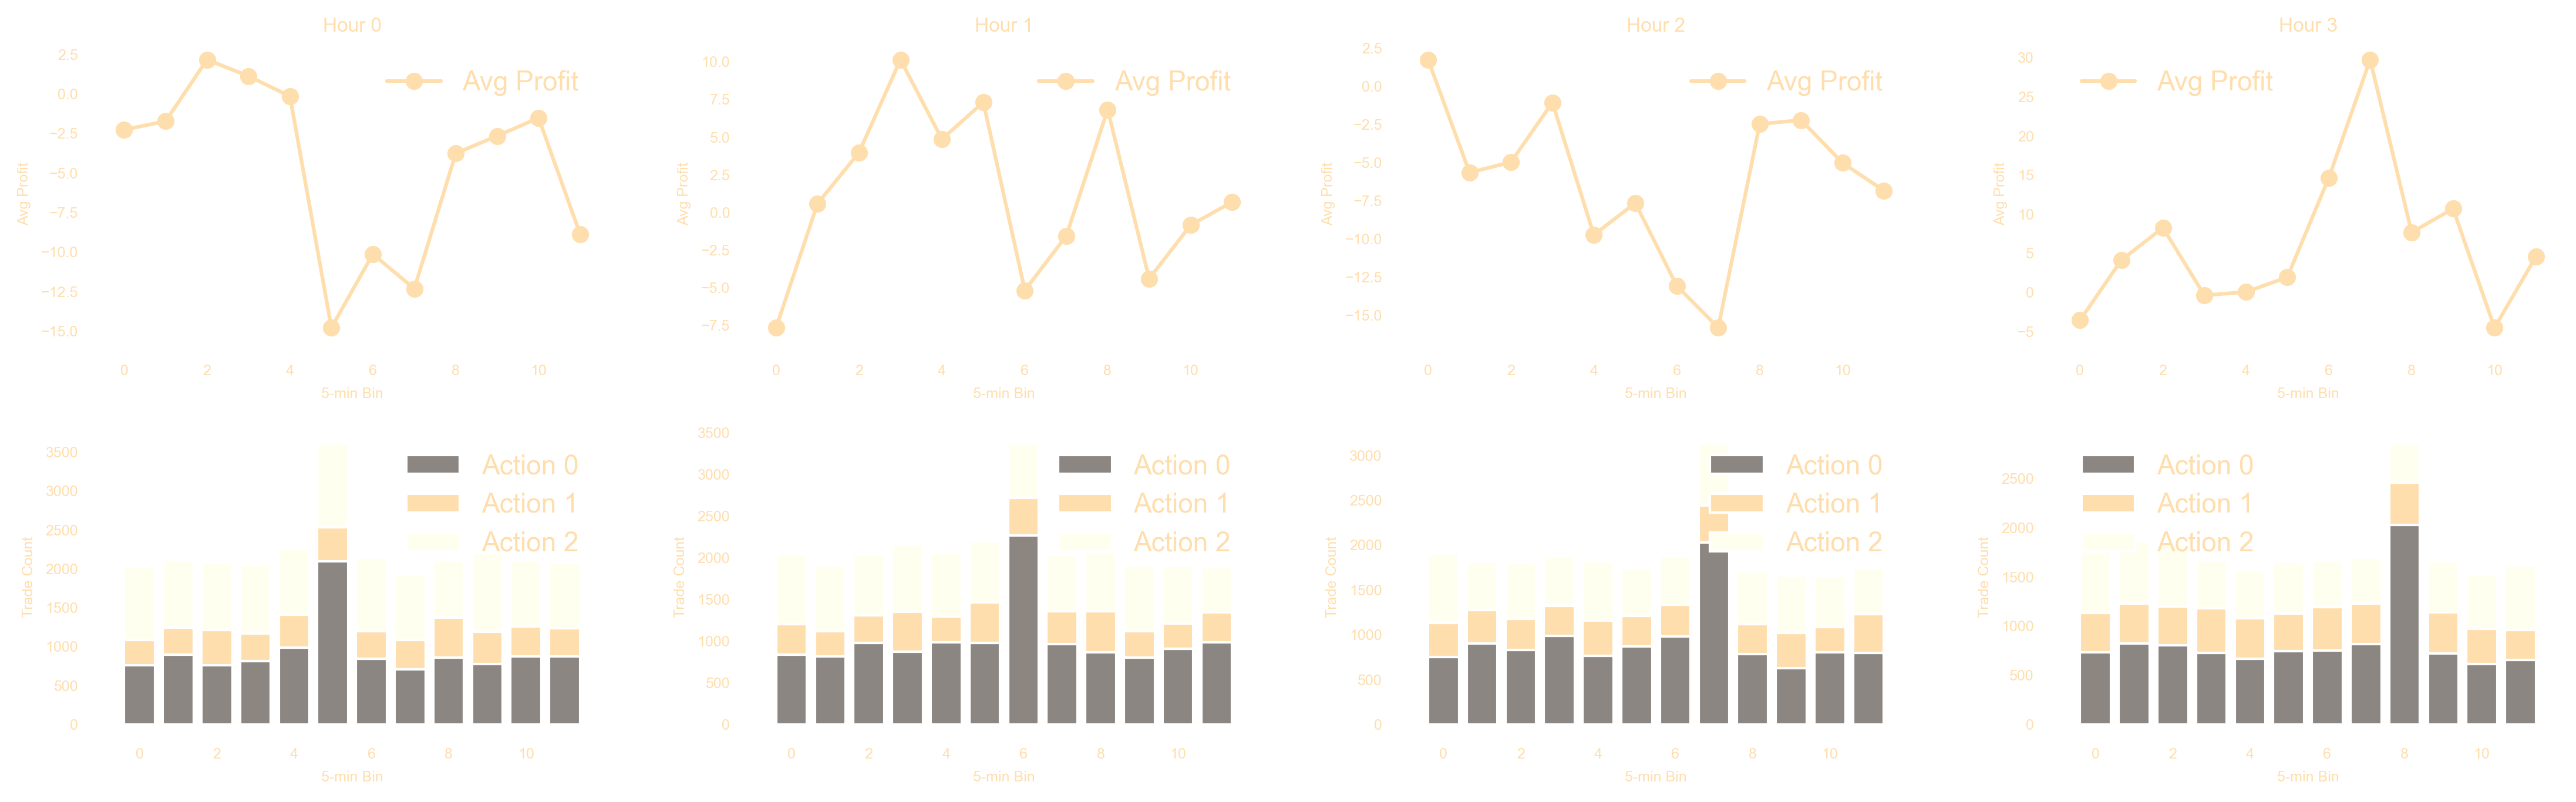 Hour 0
2.5
0.0
−2.5
−5.0
−7.5
−10.0
−12.5
−15.0
Avg Profit
Avg Profit
0 2 4 6 8 10
5-min Bin
Hour 1
10.0
7.5
5.0
2.5
0.0
−2.5
−5.0
−7.5
Avg Profit
Avg Profit
0 2 4 6 8 10
5-min Bin
Hour 2
2.5
0.0
−2.5
−5.0
−7.5
−10.0
−12.5
−15.0
Avg Profit
Avg Profit
0 2 4 6 8 10
5-min Bin
Hour 3
30
25
20
15
10
5
0
−5
Avg Profit
Avg Profit
0 2 4 6 8 10
5-min Bin
3500
3000
2500
2000
1500
1000
500
0
Trade Count
Action 0
Action 1
Action 2
0 2 4 6 8 10
5-min Bin
3500
3000
2500
2000
1500
1000
500
0
Trade Count
Action 0
Action 1
Action 2
0 2 4 6 8 10
5-min Bin
3000
2500
2000
1500
1000
500
0
Trade Count
Action 0
Action 1
Action 2
0 2 4 6 8 10
5-min Bin
2500
2000
1500
1000
500
0
Trade Count
Action 0
Action 1
Action 2
0 2 4 6 8 10
5-min Bin